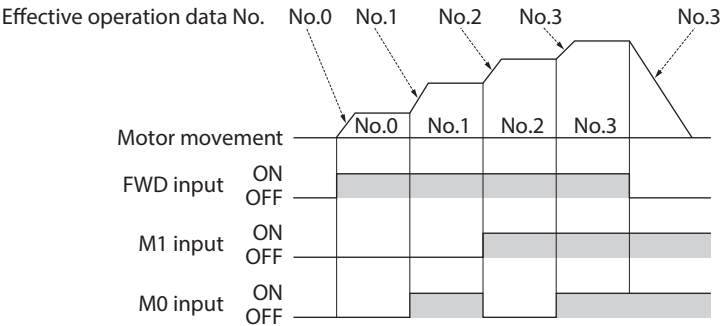 Effective operation data No. No.0 No.1 No.2 No.3 No.3
No.0 No.1 No.2 No.3
Motor movement
FWD input ON
OFF
M1 input ON
OFF
M0 input ON
OFF